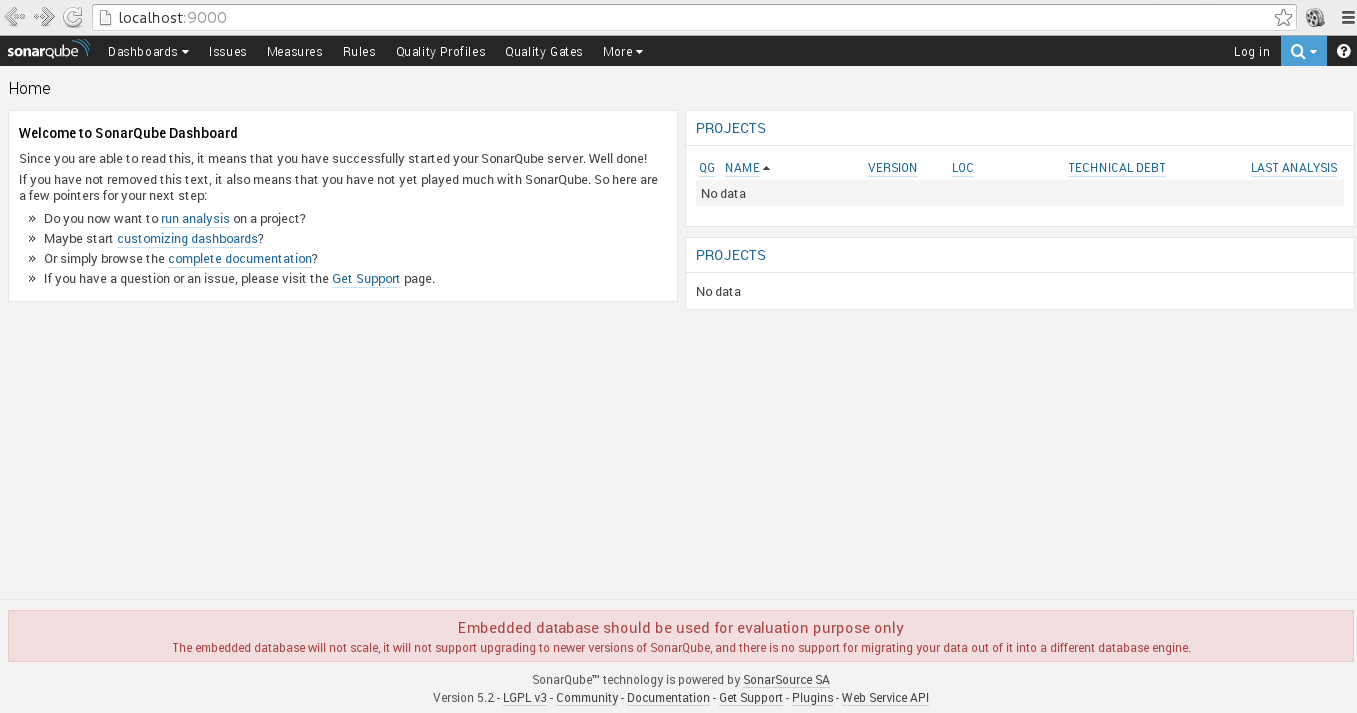 localhost:9000
sonarqube Dashboards Issues Measures Rules Quality Profiles Quality Gates More Log in
Home
Welcome to SonarQube Dashboard
Since you are able to read this, it means that you have successfully started your SonarQube server. Well done!
If you have not removed this text, it also means that you have not yet played much with SonarQube. So here are
a few pointers for your next step:
» Do you now want to run analysis on a project?
» Maybe start customizing dashboards?
» Or simply browse the complete documentation?
» If you have a question or an issue, please visit the Get Support page.
PROJECTS
QG NAME VERSION LOC TECHNICAL DEBT LAST ANALYSIS
No data
PROJECTS
No data
Embedded database should be used for evaluation purpose only
The embedded database will not scale, it will not support upgrading to newer versions of SonarQube, and there is no support for migrating your data out of it into a different database engine.
SonarQube™ technology is powered by SonarSource SA
Version 5.2 - LGPL v3 - Community - Documentation - Get Support - Plugins - Web Service API